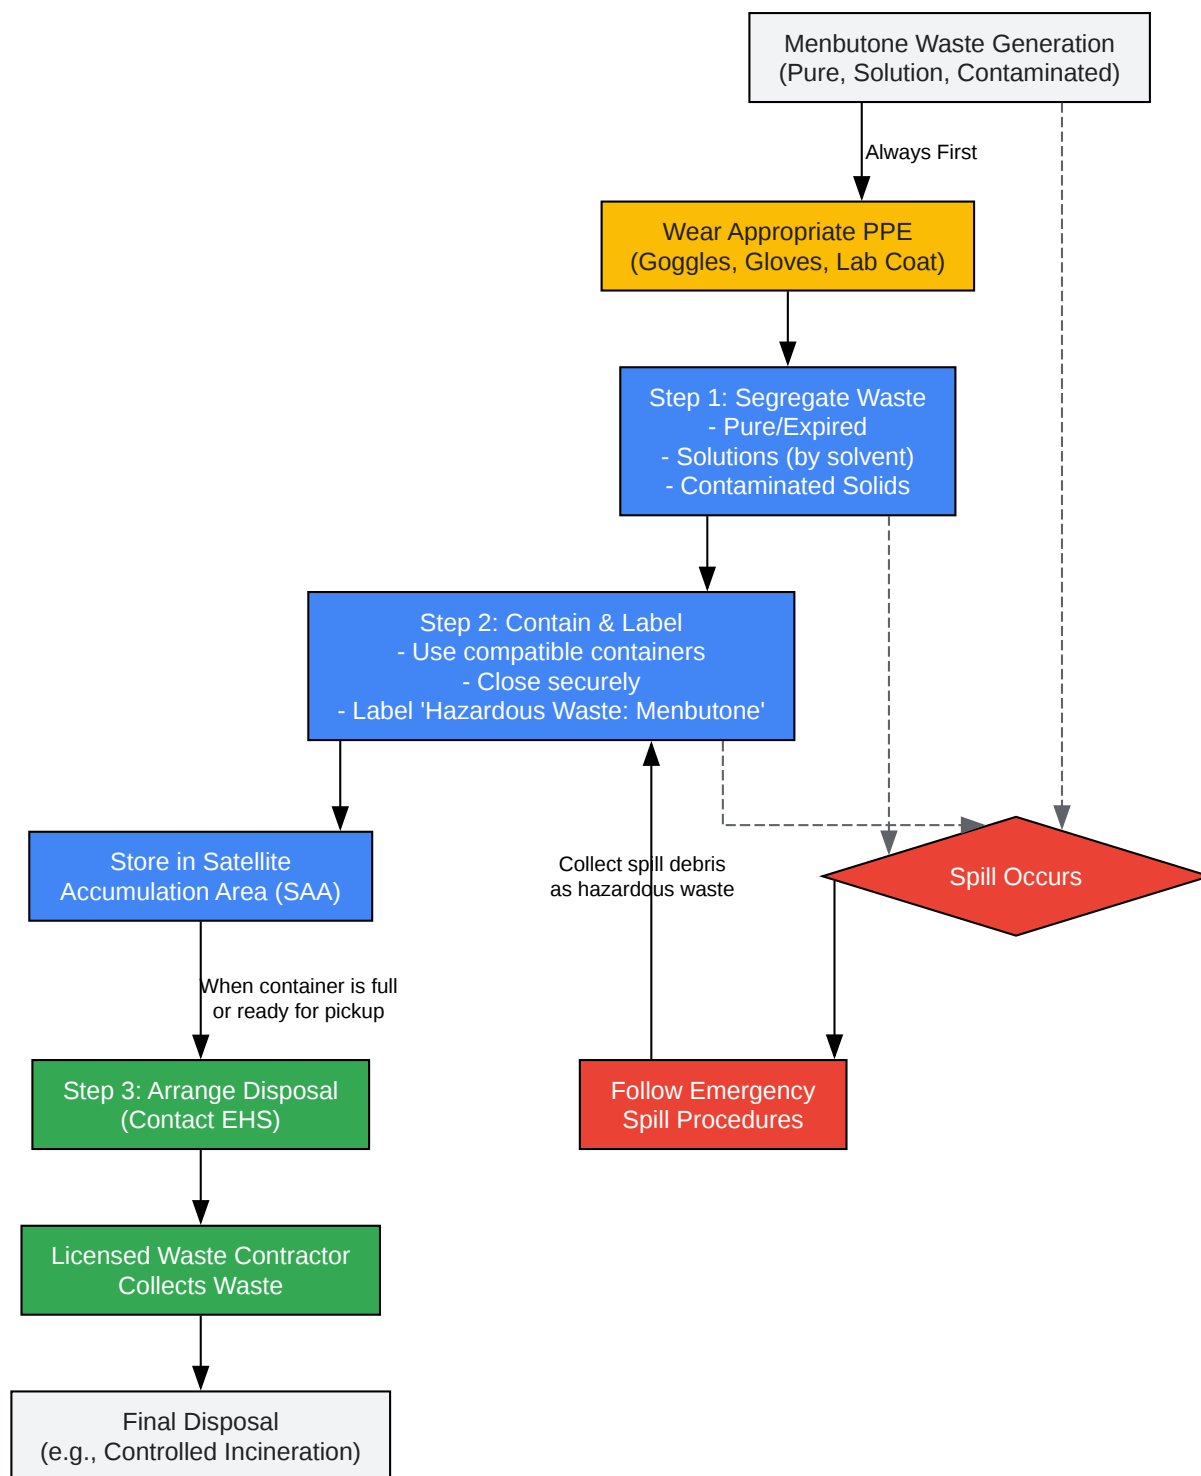 Menbutone Waste Generation
(Pure, Solution, Contaminated)
Always First
Wear Appropriate PPE
(Goggles, Gloves, Lab Coat)
Step 1: Segregate Waste
- Pure/Expired
- Solutions (by solvent)
- Contaminated Solids
Step 2: Contain & Label
- Use compatible containers
- Close securely
- Label 'Hazardous Waste: Menbutone'
Store in Satellite
Accumulation Area (SAA)
Collect spill debris
as hazardous waste
Spill Occurs
When container is full
or ready for pickup
Step 3: Arrange Disposal
(Contact EHS)
Follow Emergency
Spill Procedures
Licensed Waste Contractor
Collects Waste
Final Disposal
(e.g., Controlled Incineration)